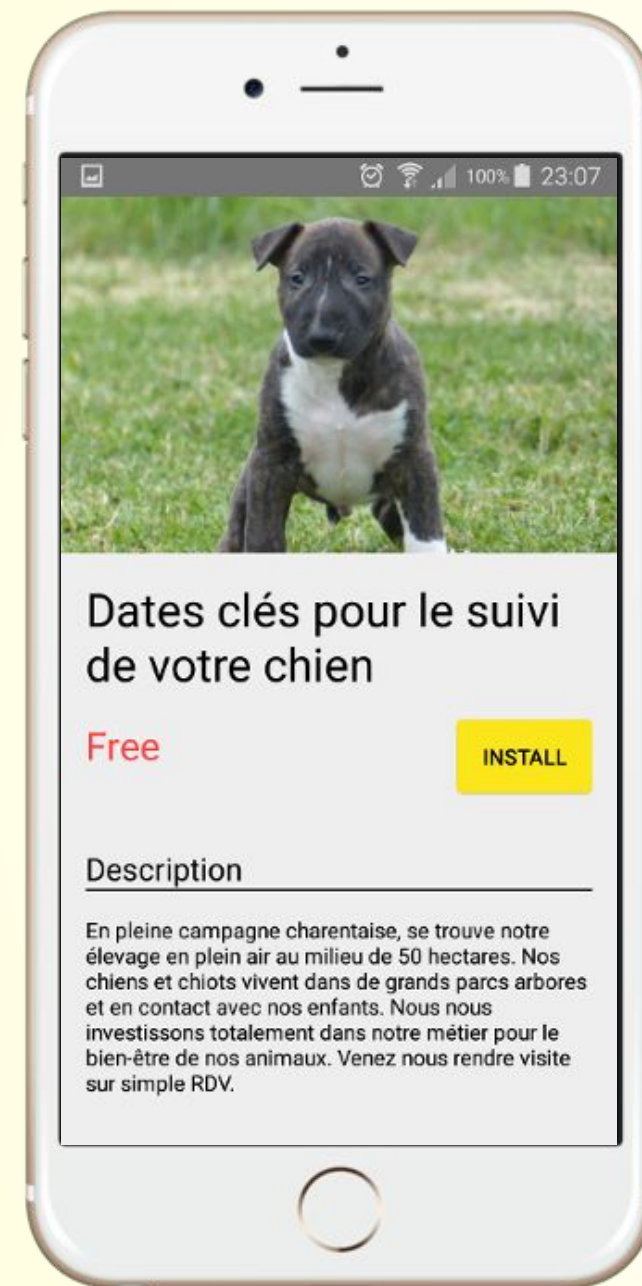 100% 23:07
Dates clés pour le suivi
de votre chien
Free
INSTALL
Description
En pleine campagne charentaise, se trouve notre
élevage en plein air au milieu de 50 hectares. Nos
chiens et chiots vivent dans de grands parcs arbores
et en contact avec nos enfants. Nous nous
investissons totalement dans notre métier pour le
bien-être de nos animaux. Venez nous rendre visite
sur simple RDV.